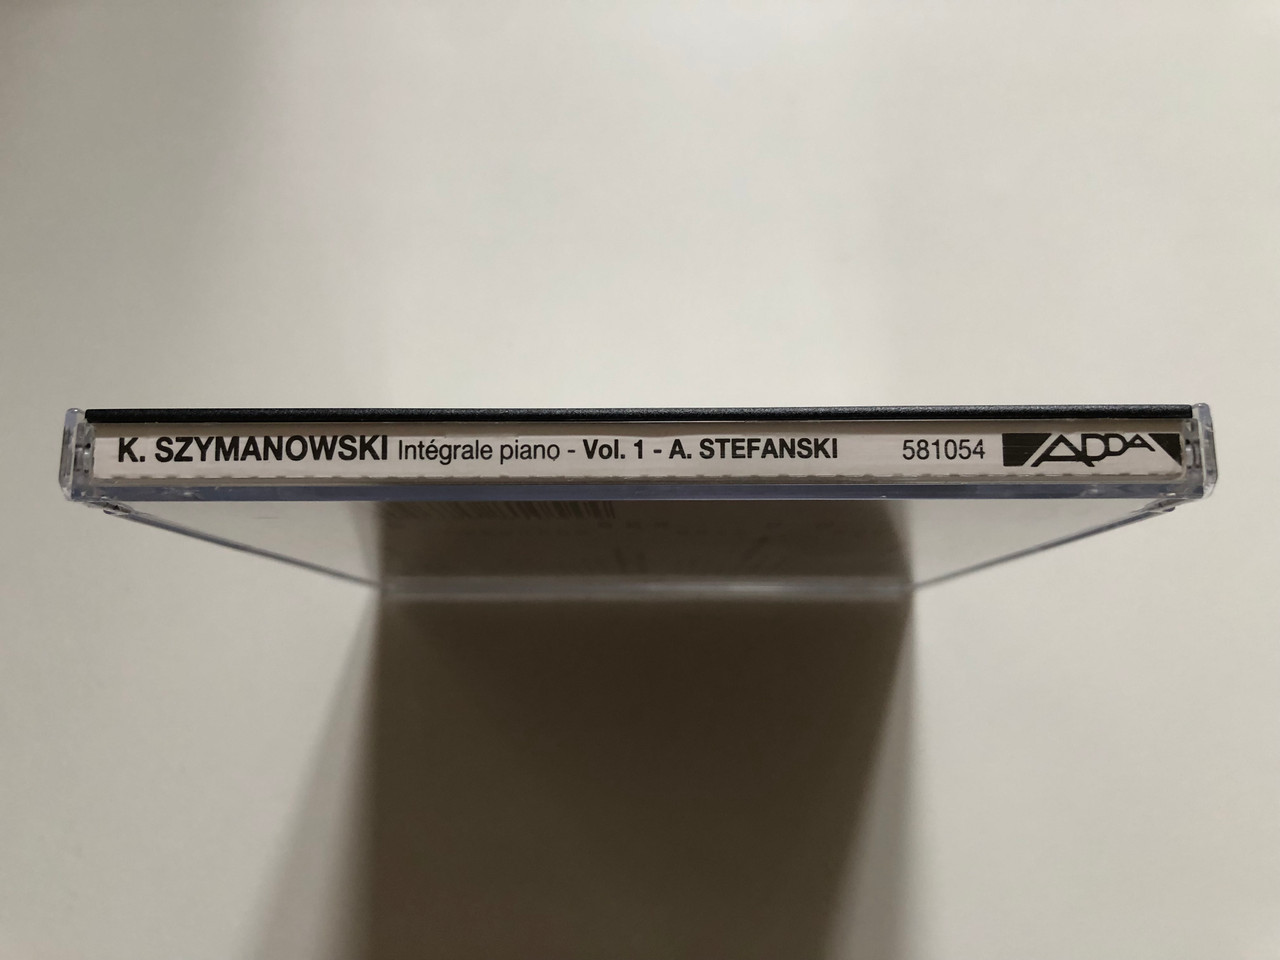 K. SZYMANOWSKI Intégrale piano - Vol. 1 - A. STEFANSKI 581054 ADDA